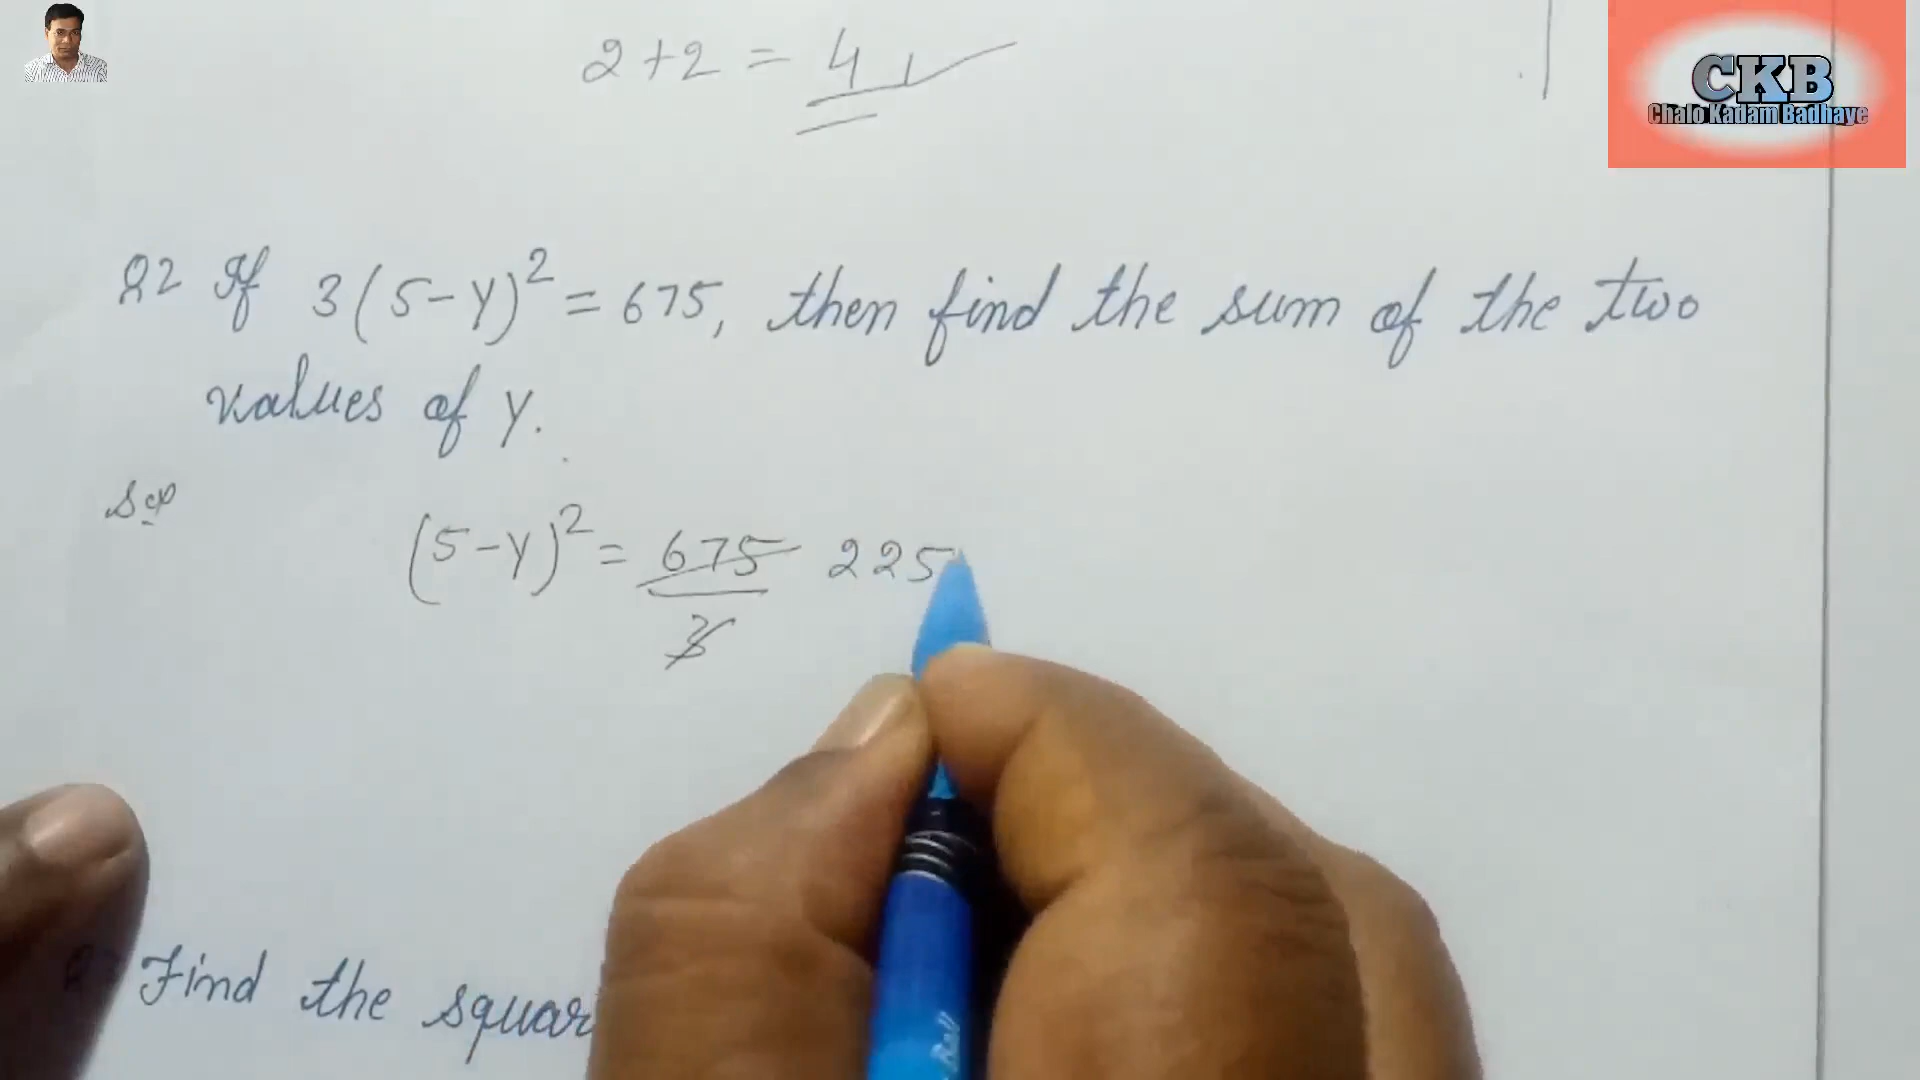 2+2 = 4
CKB
Chalo Kadam Badhaye
Q2 If 3(5-y)² = 675, then find the sum of the two
values of y.
Sol
(5-y)² = 675 225
3
Find the squar